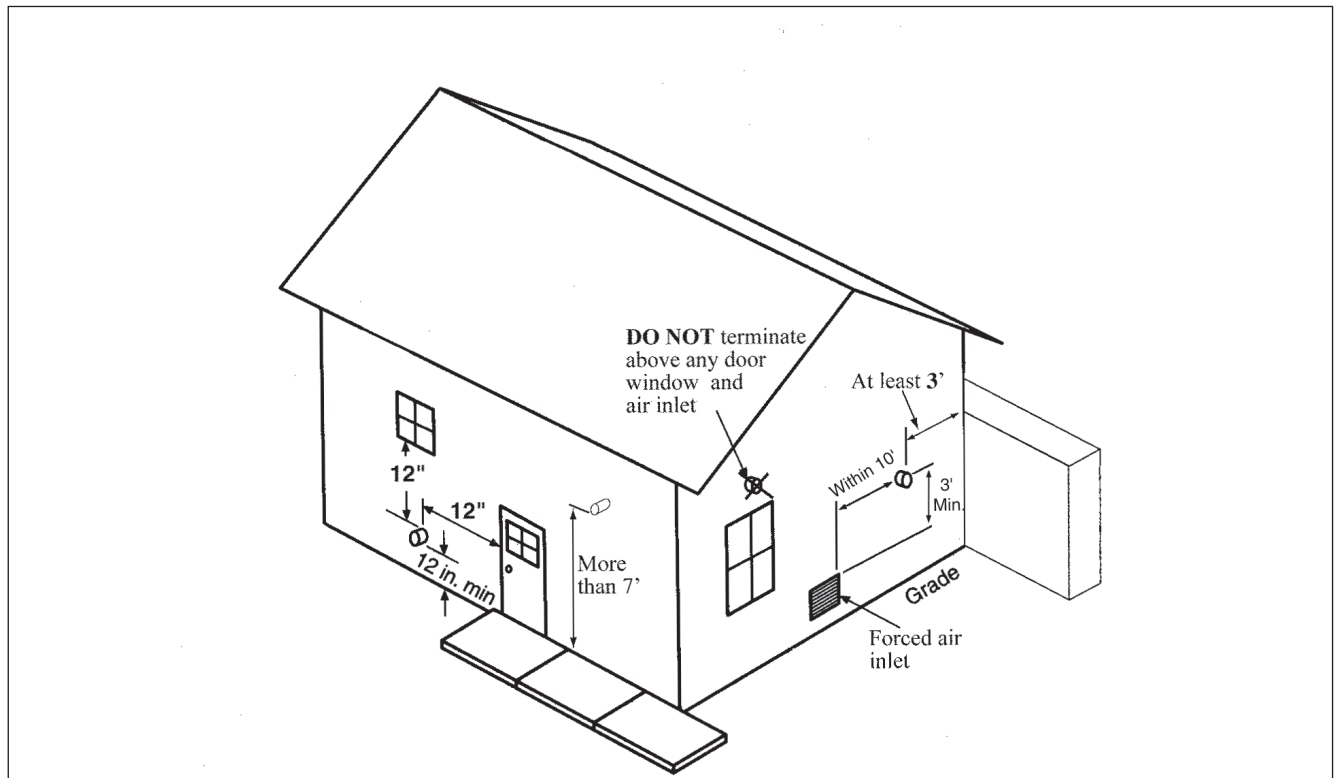 DO NOT terminate
above any door
window and
air inlet
At least 3'
Within 10'
3'
Min.
12"
12"
12 in. min
More
than 7'
Grade
Forced air
inlet